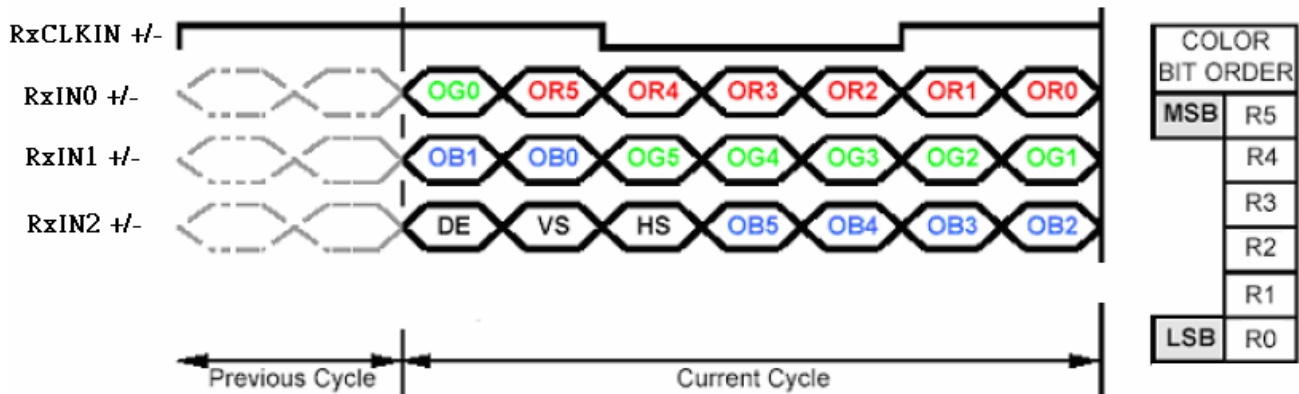 RxCLKIN +/-
RxIN0 +/- OG0 OR5 OR4 OR3 OR2 OR1 OR0
RxIN1 +/- OB1 OB0 OG5 OG4 OG3 OG2 OG1
RxIN2 +/- DE VS HS OB5 OB4 OB3 OB2
Previous Cycle Current Cycle
COLOR
BIT ORDER
MSB R5
R4
R3
R2
R1
LSB R0